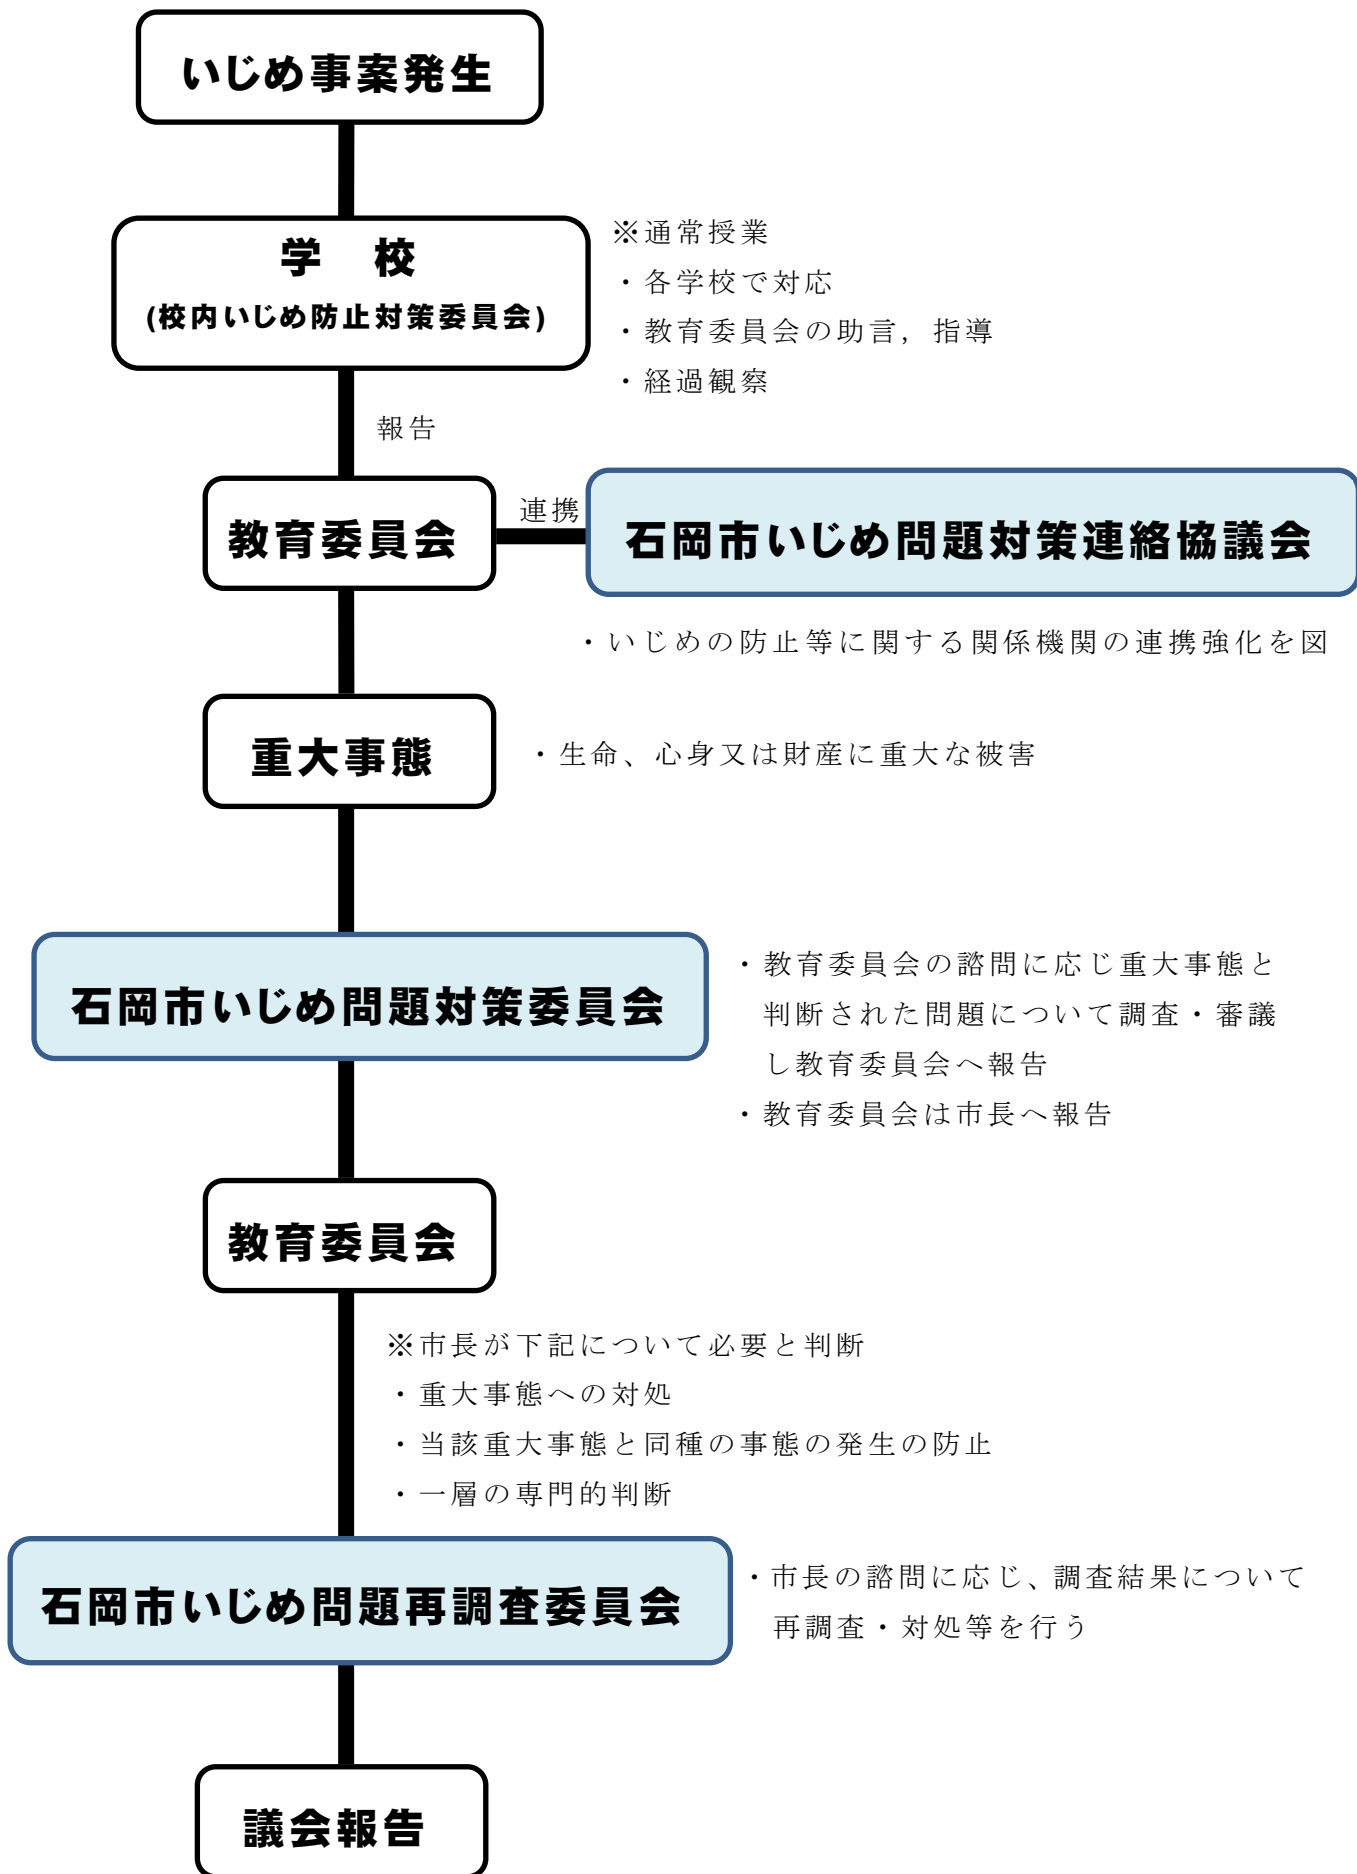 いじめ事案発生
学　校
(校内いじめ防止対策委員会)
※通常授業
・各学校で対応
・教育委員会の助言，指導
・経過観察
報告
教育委員会
連携
石岡市いじめ問題対策連絡協議会
・いじめの防止等に関する関係機関の連携強化を図
重大事態
・生命、心身又は財産に重大な被害
石岡市いじめ問題対策委員会
・教育委員会の諮問に応じ重大事態と
判断された問題について調査・審議
し教育委員会へ報告
・教育委員会は市長へ報告
教育委員会
※市長が下記について必要と判断
・重大事態への対処
・当該重大事態と同種の事態の発生の防止
・一層の専門的判断
石岡市いじめ問題再調査委員会
・市長の諮問に応じ、調査結果について
再調査・対処等を行う
議会報告